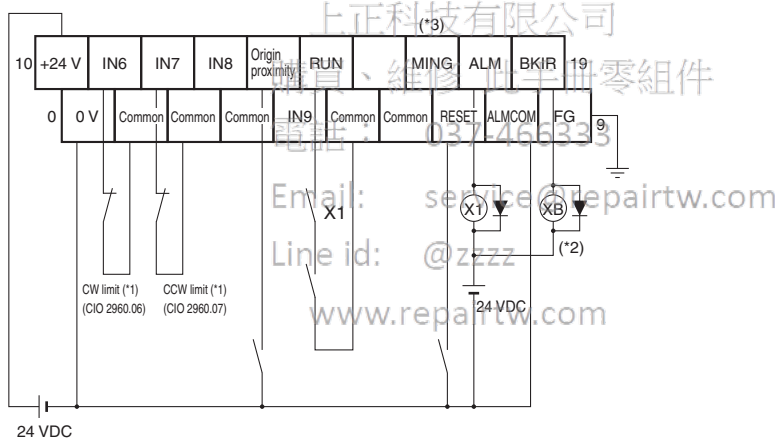 上正科技有限公司
(*3)
10 +24 V IN6 IN7 IN8 Origin proximity RUN MING ALM BKIR 19
購買、維修 此手冊零組件
0 0 V Common Common Common IN9 Common Common RESET ALMCOM FG 9
電話: 037-466333
Email: service@repairtw.com
X1 X1 XB
(*2)
Line id: @zzzz
CW limit (*1)
(CIO 2960.06)
CCW limit (*1)
(CIO 2960.07)
24 VDC
www.repairtw.com
24 VDC